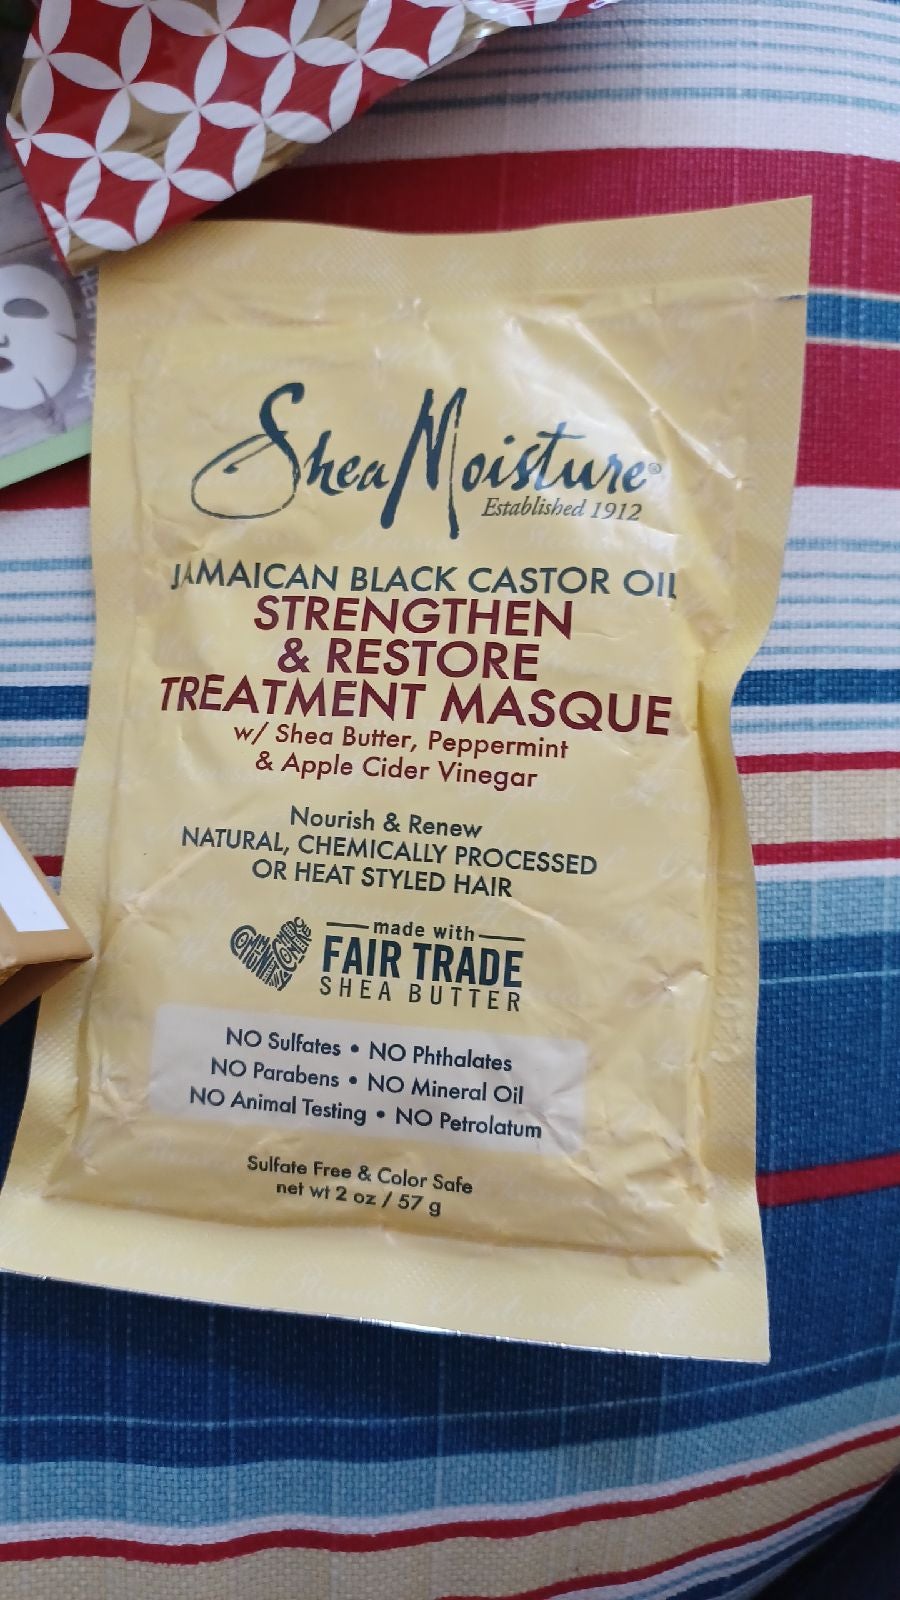 SheaMoisture®
Established 1912
JAMAICAN BLACK CASTOR OIL
STRENGTHEN
& RESTORE
TREATMENT MASQUE
w/ Shea Butter, Peppermint
& Apple Cider Vinegar
Nourish & Renew
NATURAL, CHEMICALLY PROCESSED
OR HEAT STYLED HAIR
COMMUNITY COMMERCE
made with
FAIR TRADE
SHEA BUTTER
NO Sulfates • NO Phthalates
NO Parabens • NO Mineral Oil
NO Animal Testing • NO Petrolatum
Sulfate Free & Color Safe
net wt 2 oz / 57 g